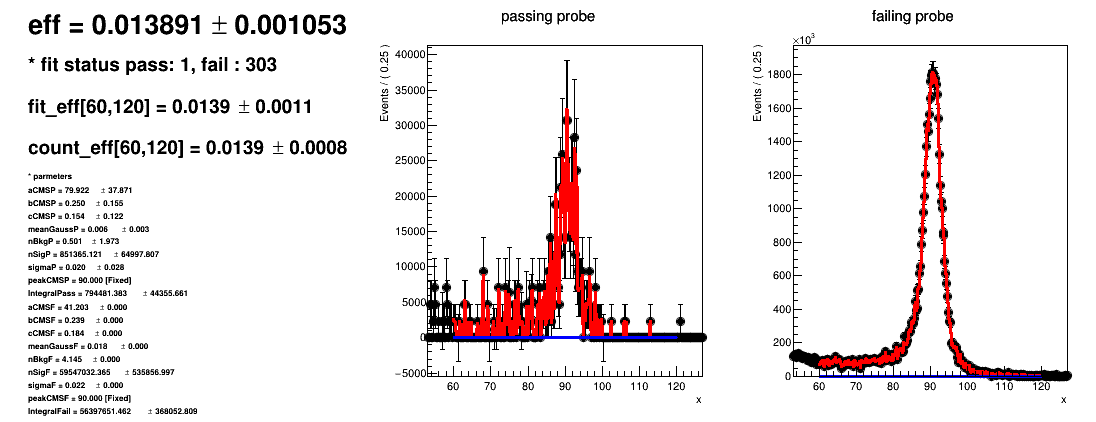 eff = 0.013891 ± 0.001053
* fit status pass: 1, fail : 303
fit_eff[60,120] = 0.0139 ± 0.0011
count_eff[60,120] = 0.0139 ± 0.0008
* parmeters
aCMSP = 79.922 ± 37.871
bCMSP = 0.250 ± 0.155
cCMSP = 0.154 ± 0.122
meanGaussP = 0.006 ± 0.003
nBkgP = 0.501 ± 1.973
nSigP = 851365.121 ± 64997.807
sigmaP = 0.020 ± 0.028
peakCMSP = 90.000 [Fixed]
IntegralPass = 794481.383 ± 44355.661
aCMSF = 41.203 ± 0.000
bCMSF = 0.239 ± 0.000
cCMSF = 0.184 ± 0.000
meanGaussF = 0.018 ± 0.000
nBkgF = 4.145 ± 0.000
nSigF = 59547032.365 ± 535856.997
sigmaF = 0.022 ± 0.000
peakCMSF = 90.000 [Fixed]
IntegralFail = 56397651.462 ± 368052.809
passing probe
Events / ( 0.25 )
40000
35000
30000
25000
20000
15000
10000
5000
0
−5000
60 70 80 90 100 110 120
x
failing probe
×10³
Events / ( 0.25 )
1800
1600
1400
1200
1000
800
600
400
200
0
60 70 80 90 100 110 120
x